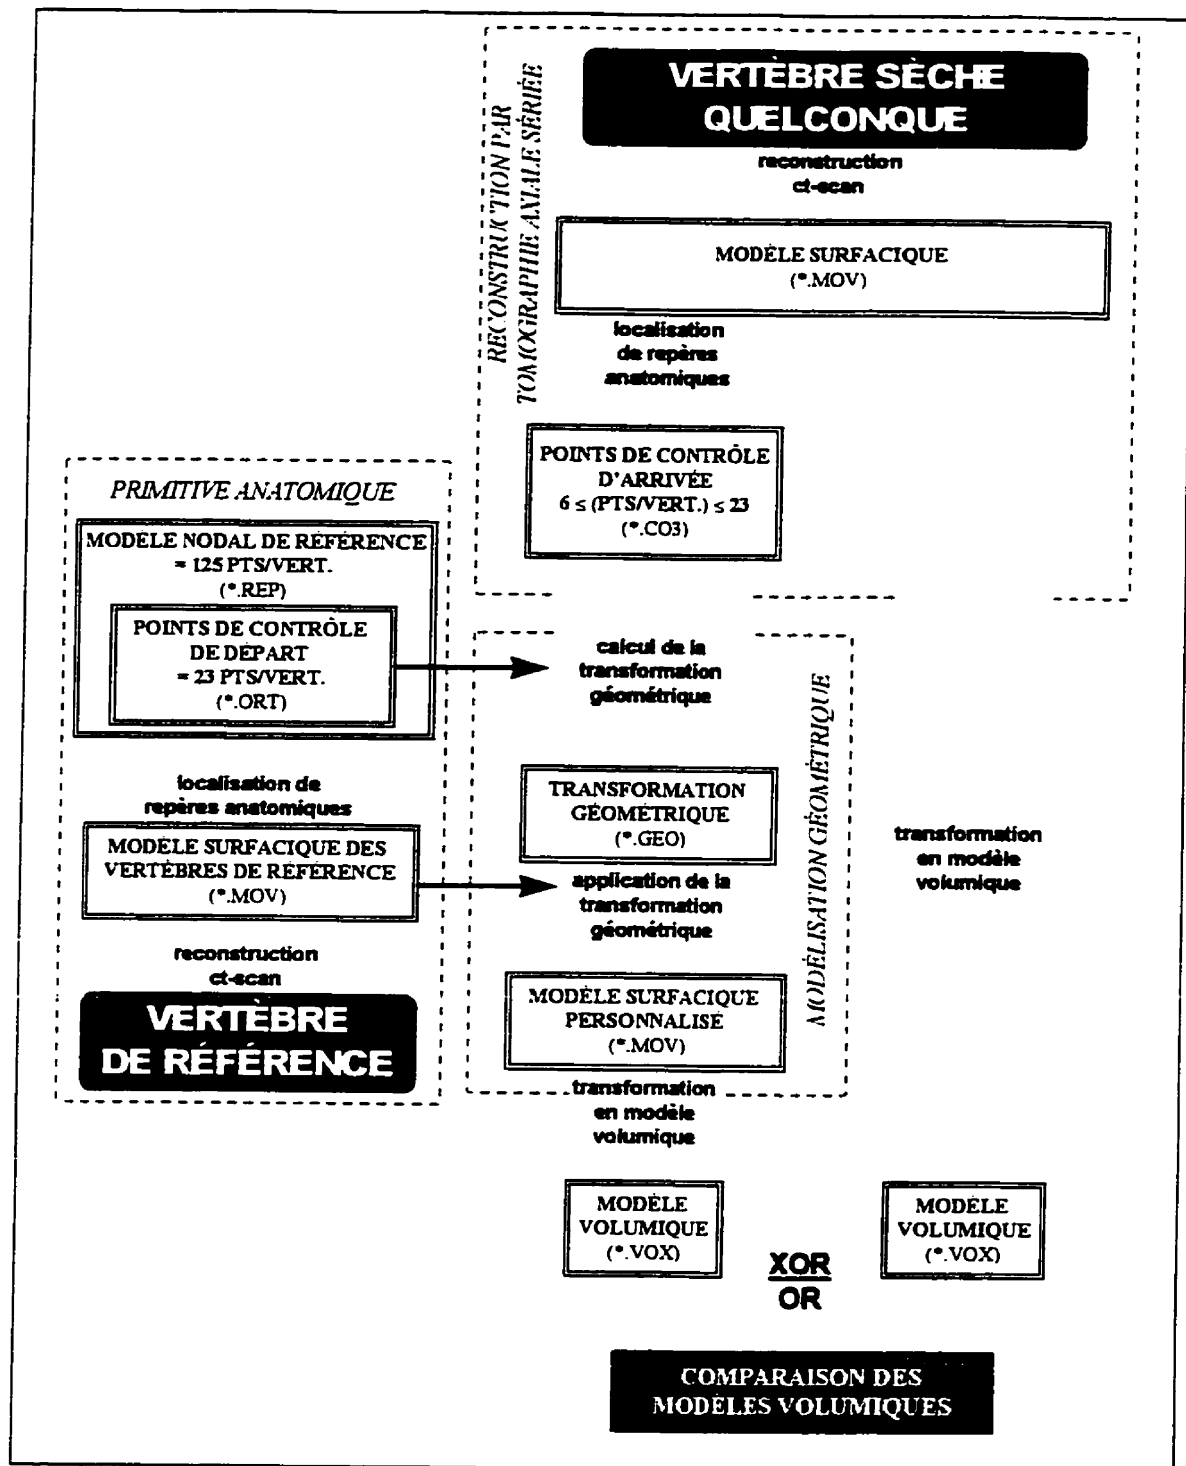 RECONSTRUCTION PAR
TOMOGRAPHIE AXIALE SÉRIÉE
VERTÈBRE SÈCHE
QUELCONQUE
reconstruction
ct-scan
MODÈLE SURFACIQUE
(*.MOV)
localisation
de repères
anatomiques
POINTS DE CONTRÔLE
D'ARRIVÉE
6 ≤ (PTS/VERT.) ≤ 23
(*.CO3)
PRIMITIVE ANATOMIQUE
MODÈLE NODAL DE RÉFÉRENCE
= 125 PTS/VERT.
(*.REP)
POINTS DE CONTRÔLE
DE DÉPART
= 23 PTS/VERT.
(*.ORT)
localisation de
repères anatomiques
MODÈLE SURFACIQUE DES
VERTÈBRES DE RÉFÉRENCE
(*.MOV)
reconstruction
ct-scan
VERTÈBRE
DE RÉFÉRENCE
MODÉLISATION GÉOMÉTRIQUE
calcul de la
transformation
géométrique
TRANSFORMATION
GÉOMÉTRIQUE
(*.GEO)
application de la
transformation
géométrique
MODÈLE SURFACIQUE
PERSONNALISÉ
(*.MOV)
transformation
en modèle
volumique
transformation
en modèle
volumique
MODÈLE
VOLUMIQUE
(*.VOX)
XOR
OR
MODÈLE
VOLUMIQUE
(*.VOX)
COMPARAISON DES
MODÈLES VOLUMIQUES